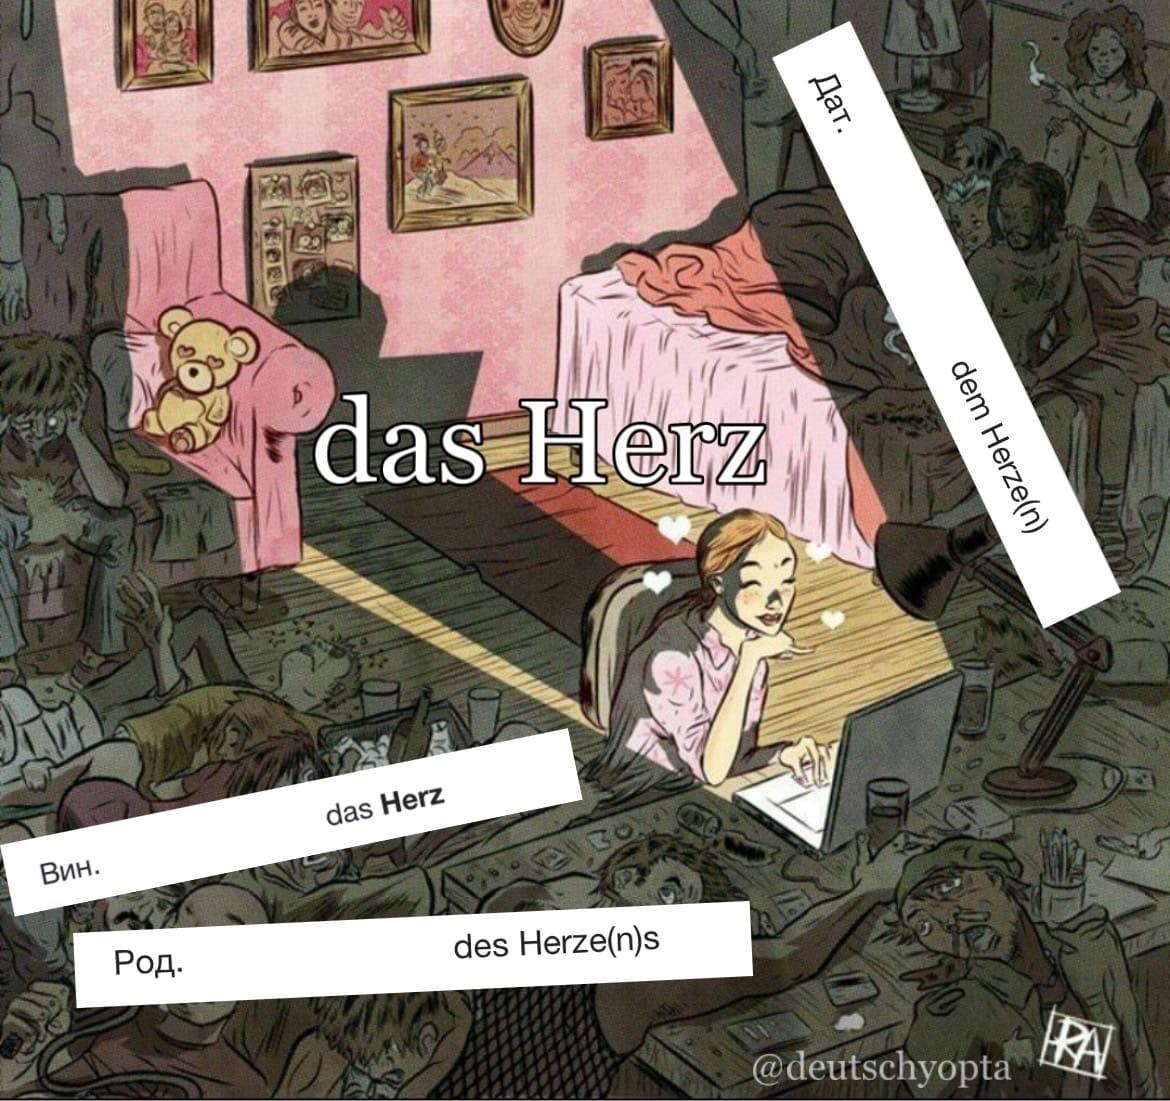 Дат. dem Herze(n)
das Herz
Вин. das Herz
Род. des Herze(n)s
@deutschyopta